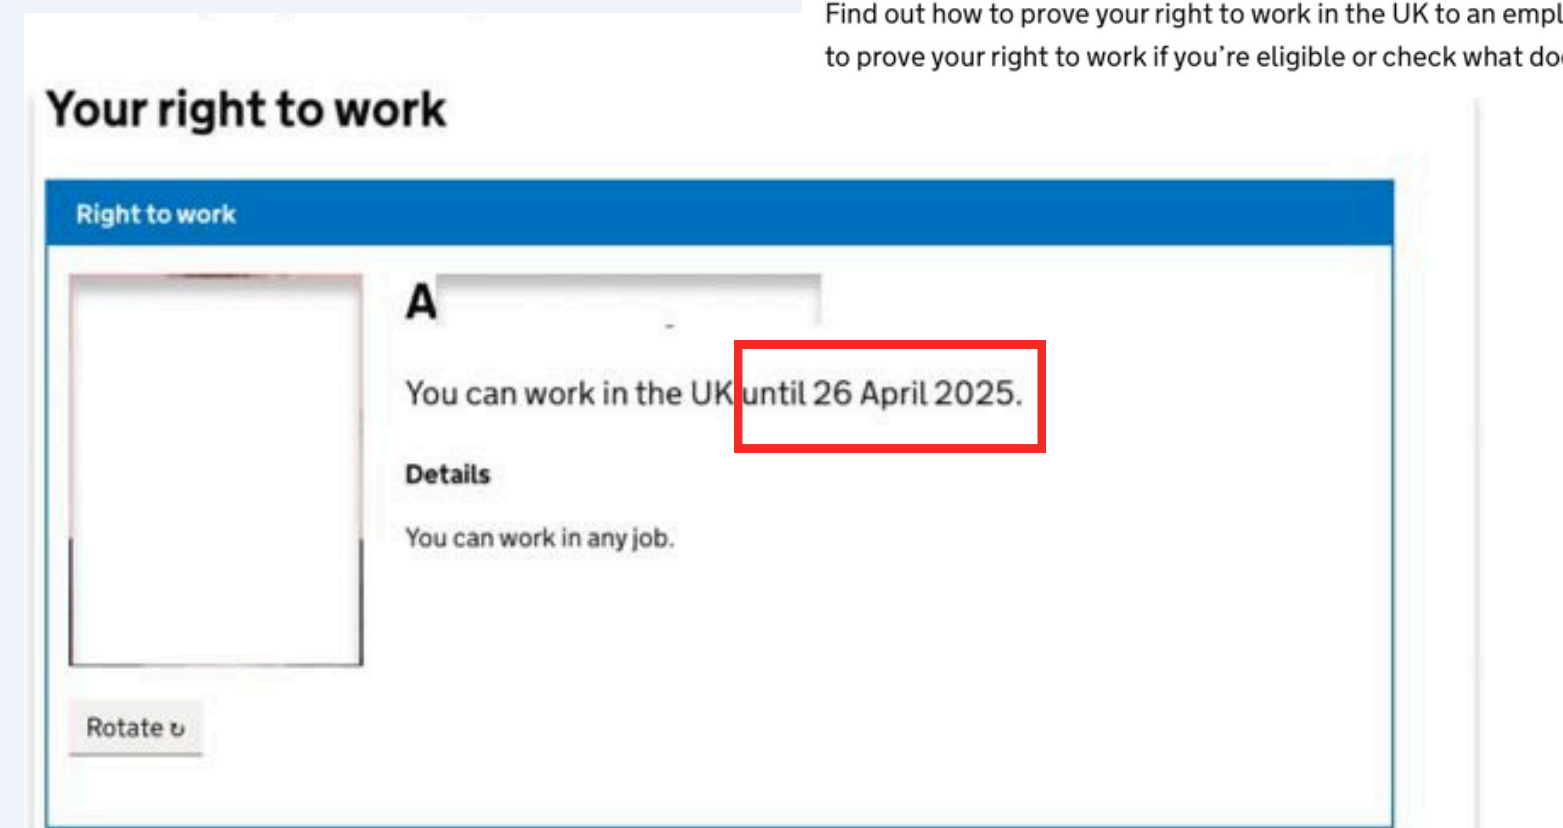 Find out how to prove your right to work in the UK to an empl
to prove your right to work if you're eligible or check what do
Your right to work
Right to work
A
You can work in the UK until 26 April 2025.
Details
You can work in any job.
Rotate ↻